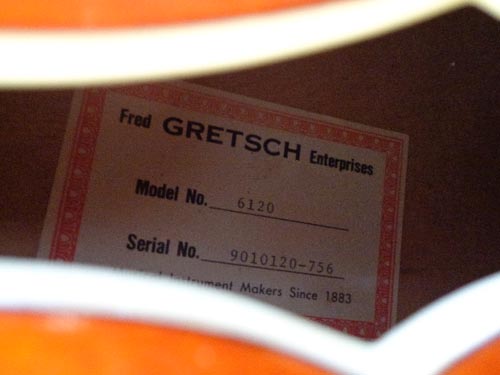 Fred GRETSCH Enterprises
Model No. 6120
Serial No. 9010120-756
Instrument Makers Since 1883